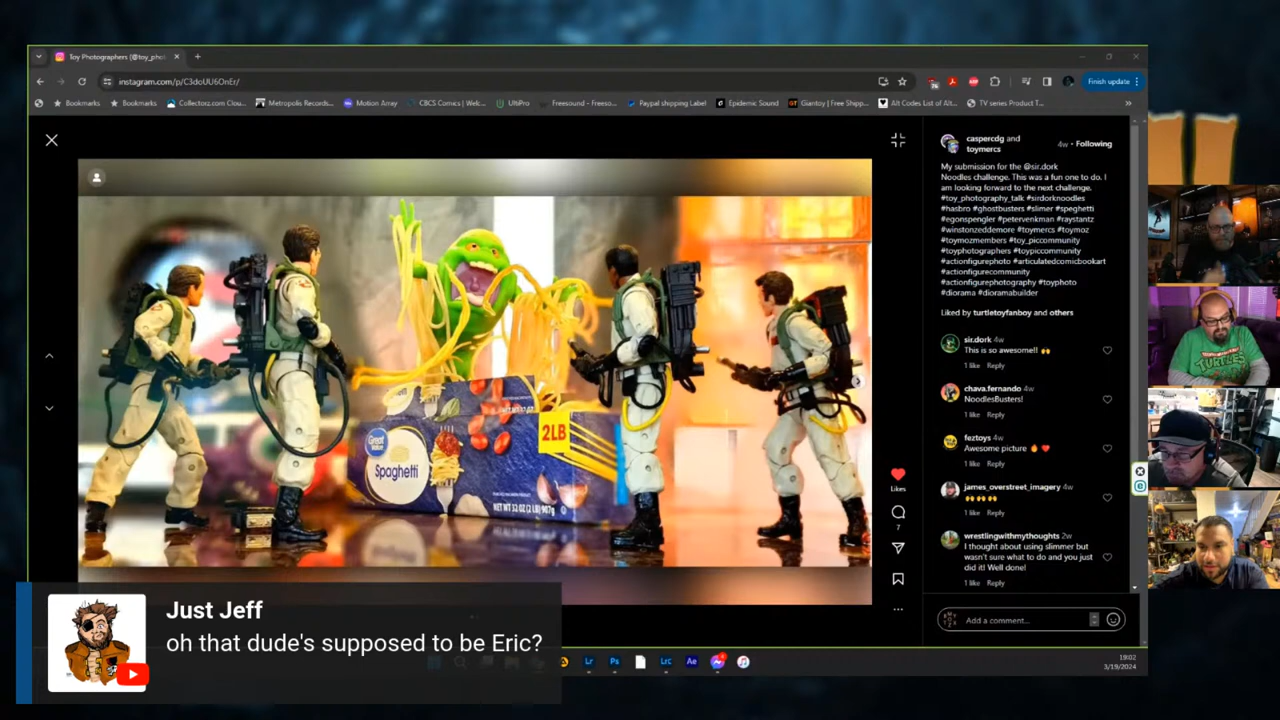 Toy Photographers (@toy_phot
instagram.com/p/C3doUU6OnEr/
Finish update
Bookmarks
Bookmarks
Collectorz.com Clou...
Metropolis Records...
Motion Array
CBCS Comics | Welc...
UltiPro
Freesound - Freeso...
Paypal shipping Label
Epidemic Sound
Giantoy | Free Shipp...
Alt Codes List of Alt...
TV series Product T...
caspercdg and
toymercs
4w • Following
My submission for the @sir.dork
Noodles challenge. This was a fun one to do. I
am looking forward to the next challenge.
#toy_photography_talk #sirdorknoodles
#hasbro #ghostbusters #slimer #speghetti
#egonspengler #petervenkman #raystantz
#winstonzeddemore #toymercs #toymoz
#toymozmembers #toy_piccommunity
#toyphotographers #toypiccommunity
#actionfigurephoto #articulatedcomicbookart
#actionfigurecommunity
#actionfigurephotography #toyphoto
#diorama #dioramabuilder
Liked by turtletoyfanboy and others
sir.dork 4w
This is so awesome!! 🙌
1 like Reply
chava.fernando 4w
NoodlesBusters!
1 like Reply
feztoys 4w
Awesome picture 🔥 ❤️
1 like Reply
james_overstreet_imagery 4w
🙌 🙌 🙌
1 like Reply
wrestlingwithmythoughts 2w
I thought about using slimmer but
wasn't sure what to do and you just
did it! Well done!
1 like Reply
Likes
7
Add a comment...
Great
Value
Spaghetti
2LB
NET WT 32 OZ (2 LB) 907g
TURTLES
Just Jeff
oh that dude's supposed to be Eric?
Lr
Ps
Lrc
Ae
19:02
3/19/2024